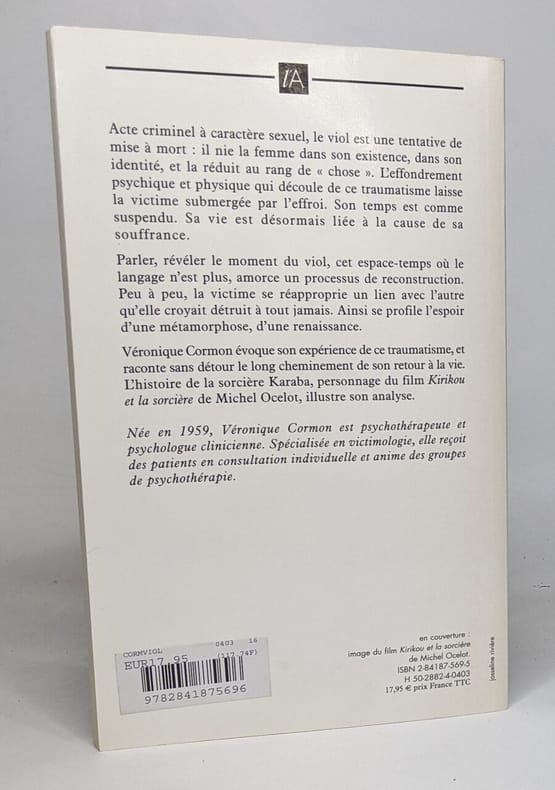 l'A
Acte criminel à caractère sexuel, le viol est une tentative de
mise à mort : il nie la femme dans son existence, dans son
identité, et la réduit au rang de « chose ». L'effondrement
psychique et physique qui découle de ce traumatisme laisse
la victime submergée par l'effroi. Son temps est comme
suspendu. Sa vie est désormais liée à la cause de sa
souffrance.
Parler, révéler le moment du viol, cet espace-temps où le
langage n'est plus, amorce un processus de reconstruction.
Peu à peu, la victime se réapproprie un lien avec l'autre
qu'elle croyait détruit à tout jamais. Ainsi se profile l'espoir
d'une métamorphose, d'une renaissance.
Véronique Cormon évoque son expérience de ce traumatisme, et
raconte sans détour le long cheminement de son retour à la vie.
L'histoire de la sorcière Karaba, personnage du film Kirikou
et la sorcière de Michel Ocelot, illustre son analyse.
Née en 1959, Véronique Cormon est psychothérapeute et
psychologue clinicienne. Spécialisée en victimologie, elle reçoit
des patients en consultation individuelle et anime des groupes
de psychothérapie.
CORMVIOL 0403 16
EUR17,95 (117,74F)
9782841875696
en couverture :
image du film Kirikou et la sorcière
de Michel Ocelot.
ISBN 2-84187-569-5
H 50-2882-4-0403
17,95 € prix France TTC
josseline rivière